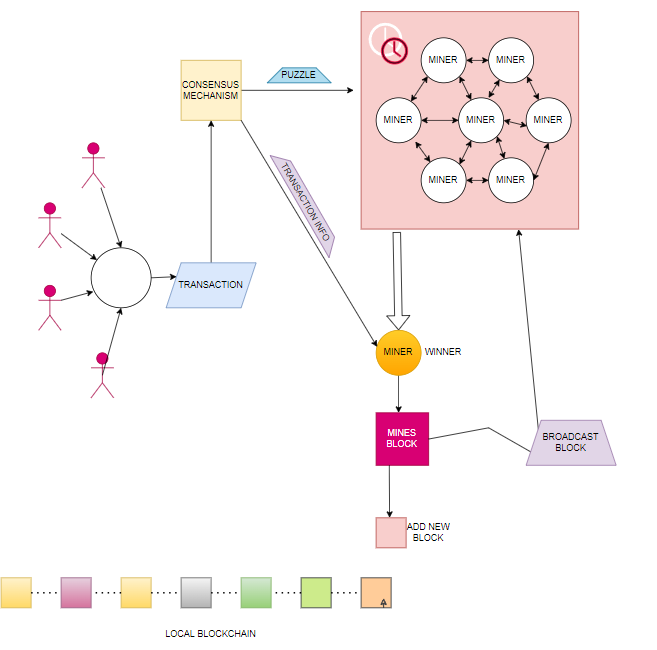 PUZZLE
CONSENSUS
MECHANISM
MINER
MINER
MINER
MINER
MINER
MINER
MINER
TRANSACTION INFO
TRANSACTION
MINER
WINNER
MINES
BLOCK
BROADCAST
BLOCK
ADD NEW
BLOCK
LOCAL BLOCKCHAIN